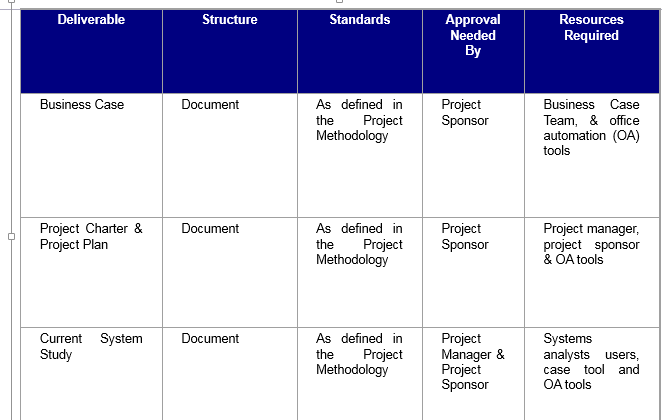 Deliverable
Structure
Standards
Approval
Needed
By
Resources
Required
Business Case
Document
As defined in
the Project
Methodology
Project
Sponsor
Business Case
Team, & office
automation (OA)
tools
Project Charter &
Project Plan
Document
As defined in
the Project
Methodology
Project
Sponsor
Project manager,
project sponsor
& OA tools
Current System
Study
Document
As defined in
the Project
Methodology
Project
Manager &
Project
Sponsor
Systems
analysts users,
case tool and
OA tools